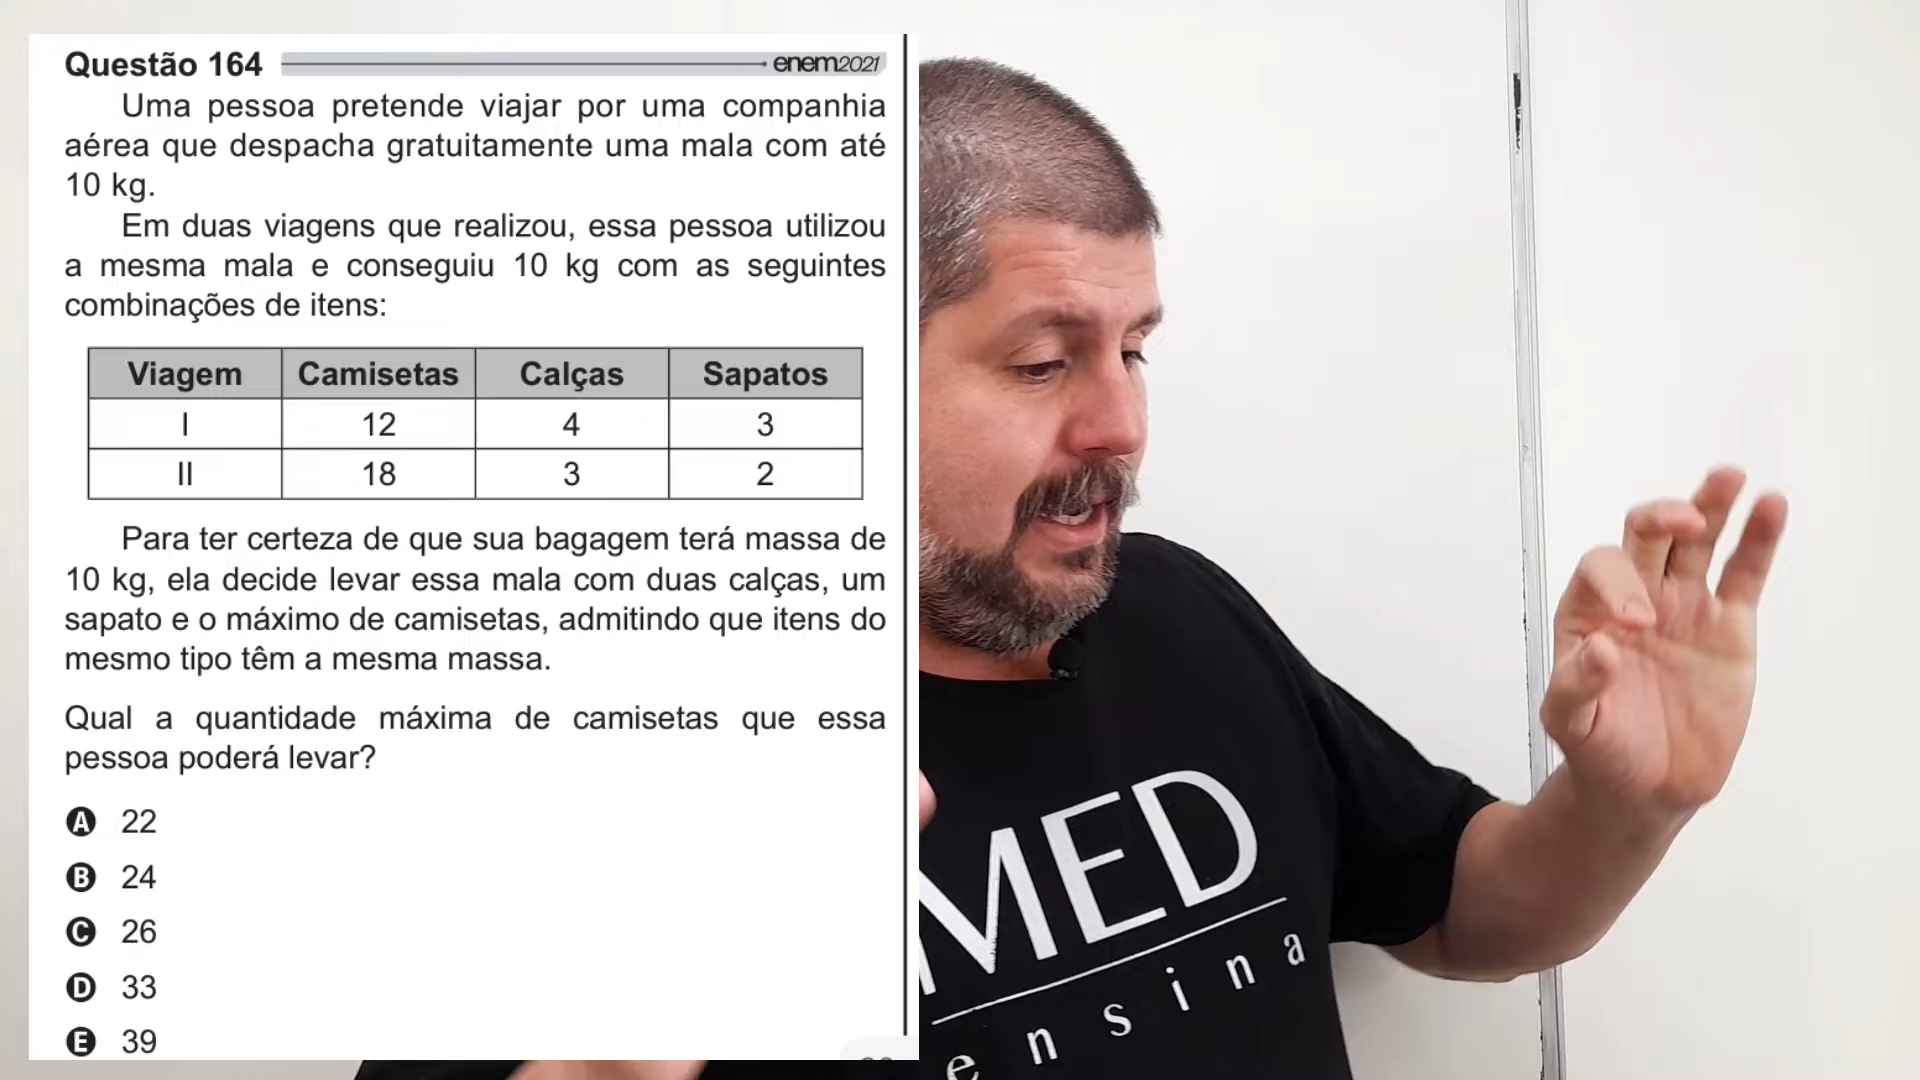 Questão 164
enem2021
Uma pessoa pretende viajar por uma companhia
aérea que despacha gratuitamente uma mala com até
10 kg.
Em duas viagens que realizou, essa pessoa utilizou
a mesma mala e conseguiu 10 kg com as seguintes
combinações de itens:
Viagem Camisetas Calças Sapatos
I 12 4 3
II 18 3 2
Para ter certeza de que sua bagagem terá massa de
10 kg, ela decide levar essa mala com duas calças, um
sapato e o máximo de camisetas, admitindo que itens do
mesmo tipo têm a mesma massa.
Qual a quantidade máxima de camisetas que essa
pessoa poderá levar?
A 22
B 24
C 26
D 33
E 39
MED
ensina